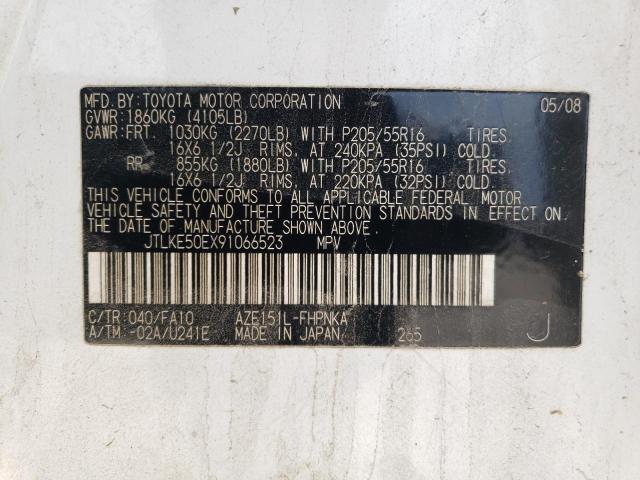 MFD. BY: TOYOTA MOTOR CORPORATION 05/08
GVWR: 1860KG (4105LB)
GAWR: FRT. 1030KG (2270LB) WITH P205/55R16 TIRES.
16X6 1/2J RIMS, AT 240KPA (35PSI) COLD.
RR. 855KG (1880LB) WITH P205/55R16 TIRES.
16X6 1/2J RIMS, AT 220KPA (32PSI) COLD.
THIS VEHICLE CONFORMS TO ALL APPLICABLE FEDERAL MOTOR
VEHICLE SAFETY AND THEFT PREVENTION STANDARDS IN EFFECT ON
THE DATE OF MANUFACTURE SHOWN ABOVE.
JTLKE50EX91066523 MPV
C/TR: 040/FA10 AZE151L-FHPNKA
A/TM: -02A/U241E MADE IN JAPAN 265 J